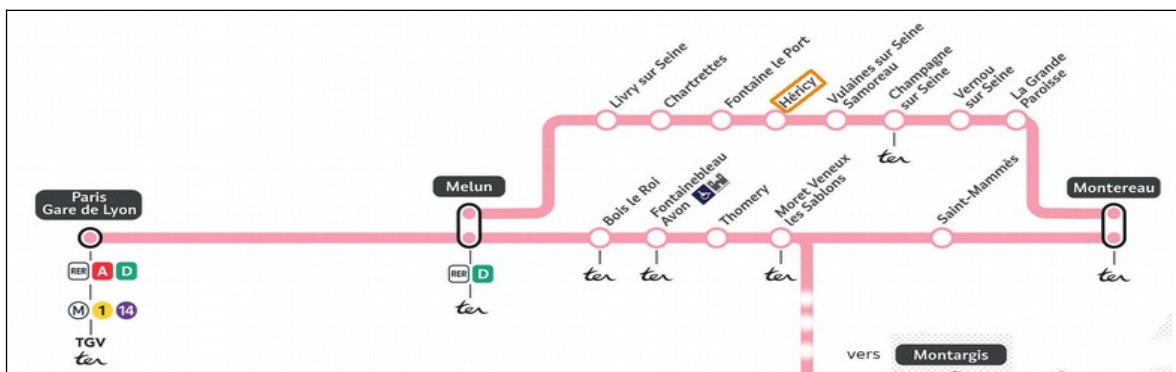 Livry sur Seine
Chartrettes
Fontaine le Port
Héricy
Vulaines sur Seine
Samoreau
Champagne
sur Seine
Vernou
sur Seine
La Grande
Paroisse
ter
Paris
Gare de Lyon
Melun
Bois le Roi
Fontainebleau
Avon
Thomery
Moret Veneux
les Sablons
Saint-Mammès
Montereau
RER A D
M 1 14
TGV
ter
RER D
ter
ter
ter
ter
ter
vers Montargis